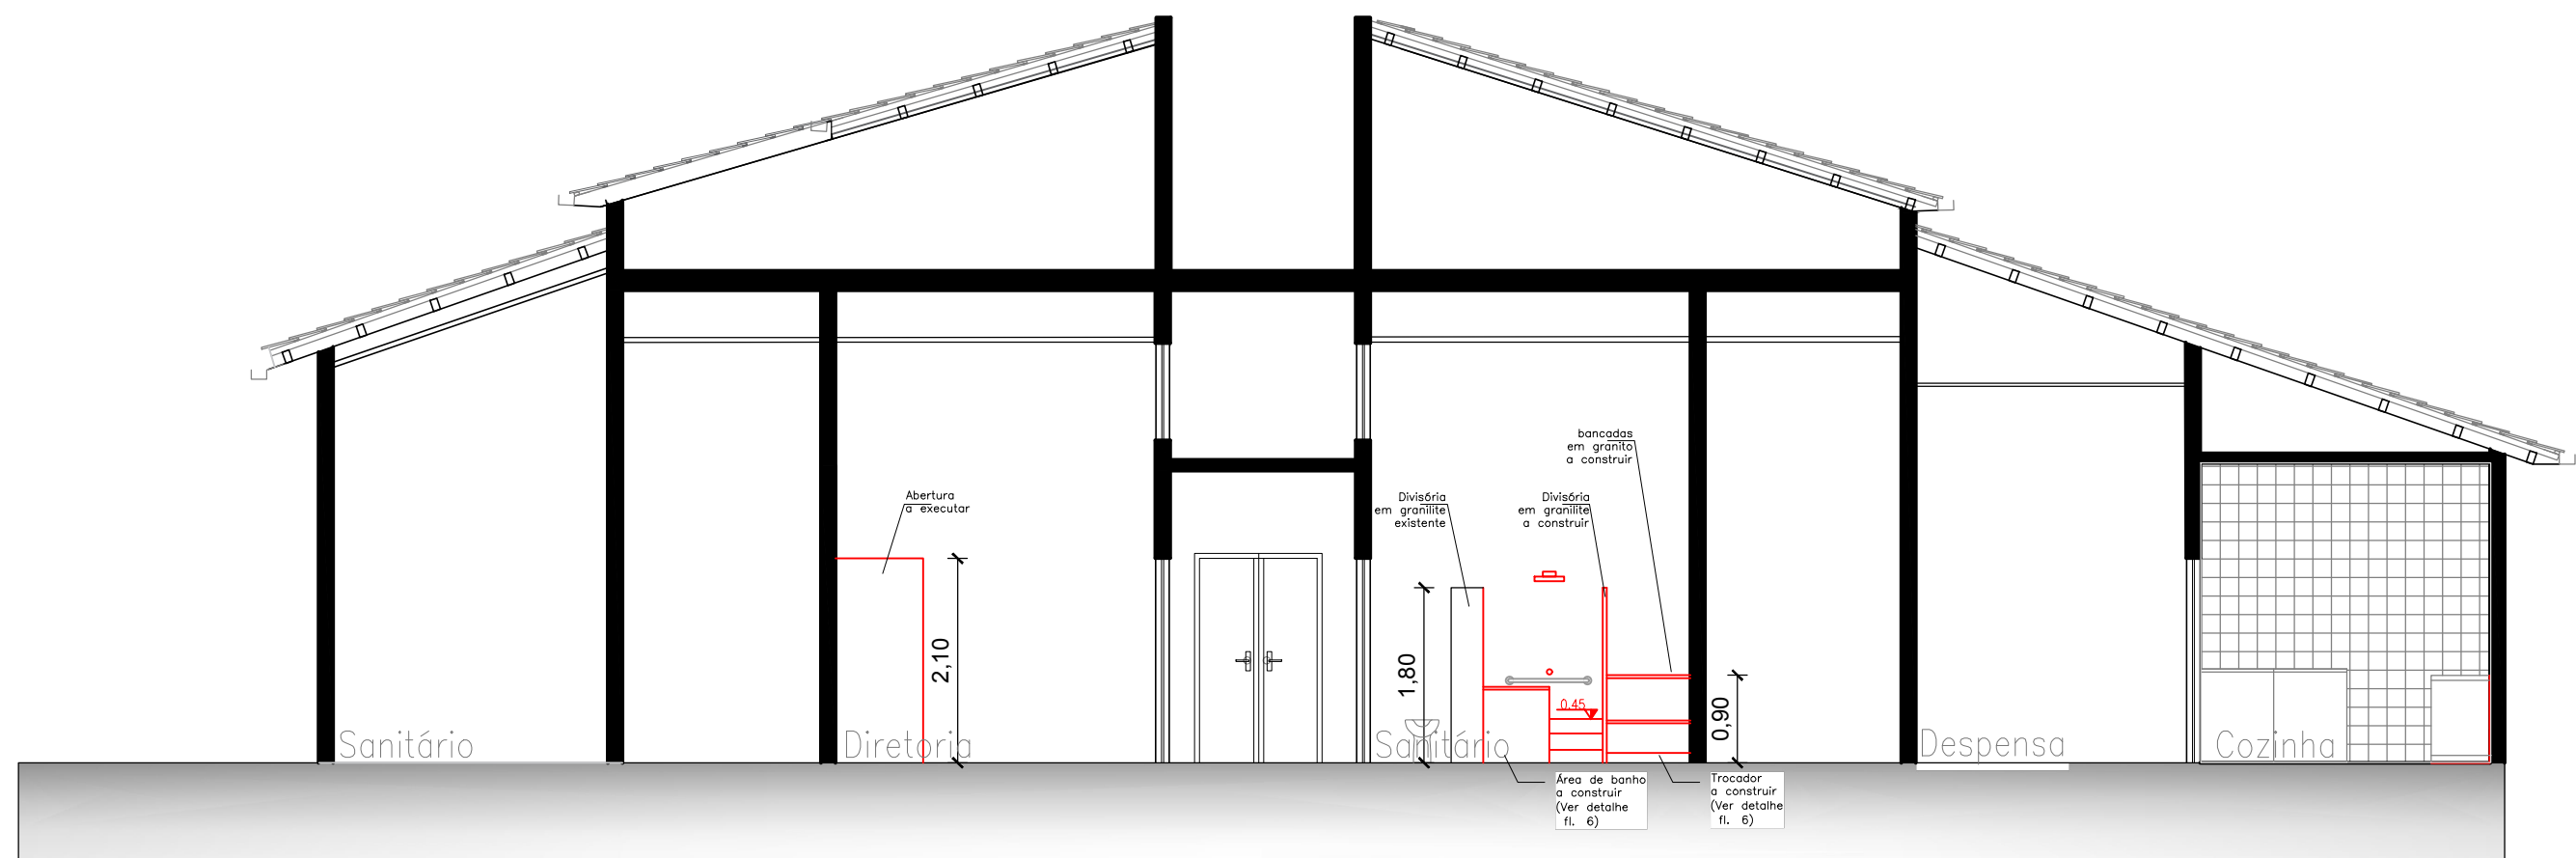 bancadas
em granito
a construir
Abertura
a executar
Divisória
em granilite
existente
Divisória
em granilite
a construir
2,10
1,80
0,90
0.45
Sanitário
Diretoria
Sanitário
Despensa
Cozinha
Área de banho
a construir
(Ver detalhe
fl. 6)
Trocador
a construir
(Ver detalhe
fl. 6)